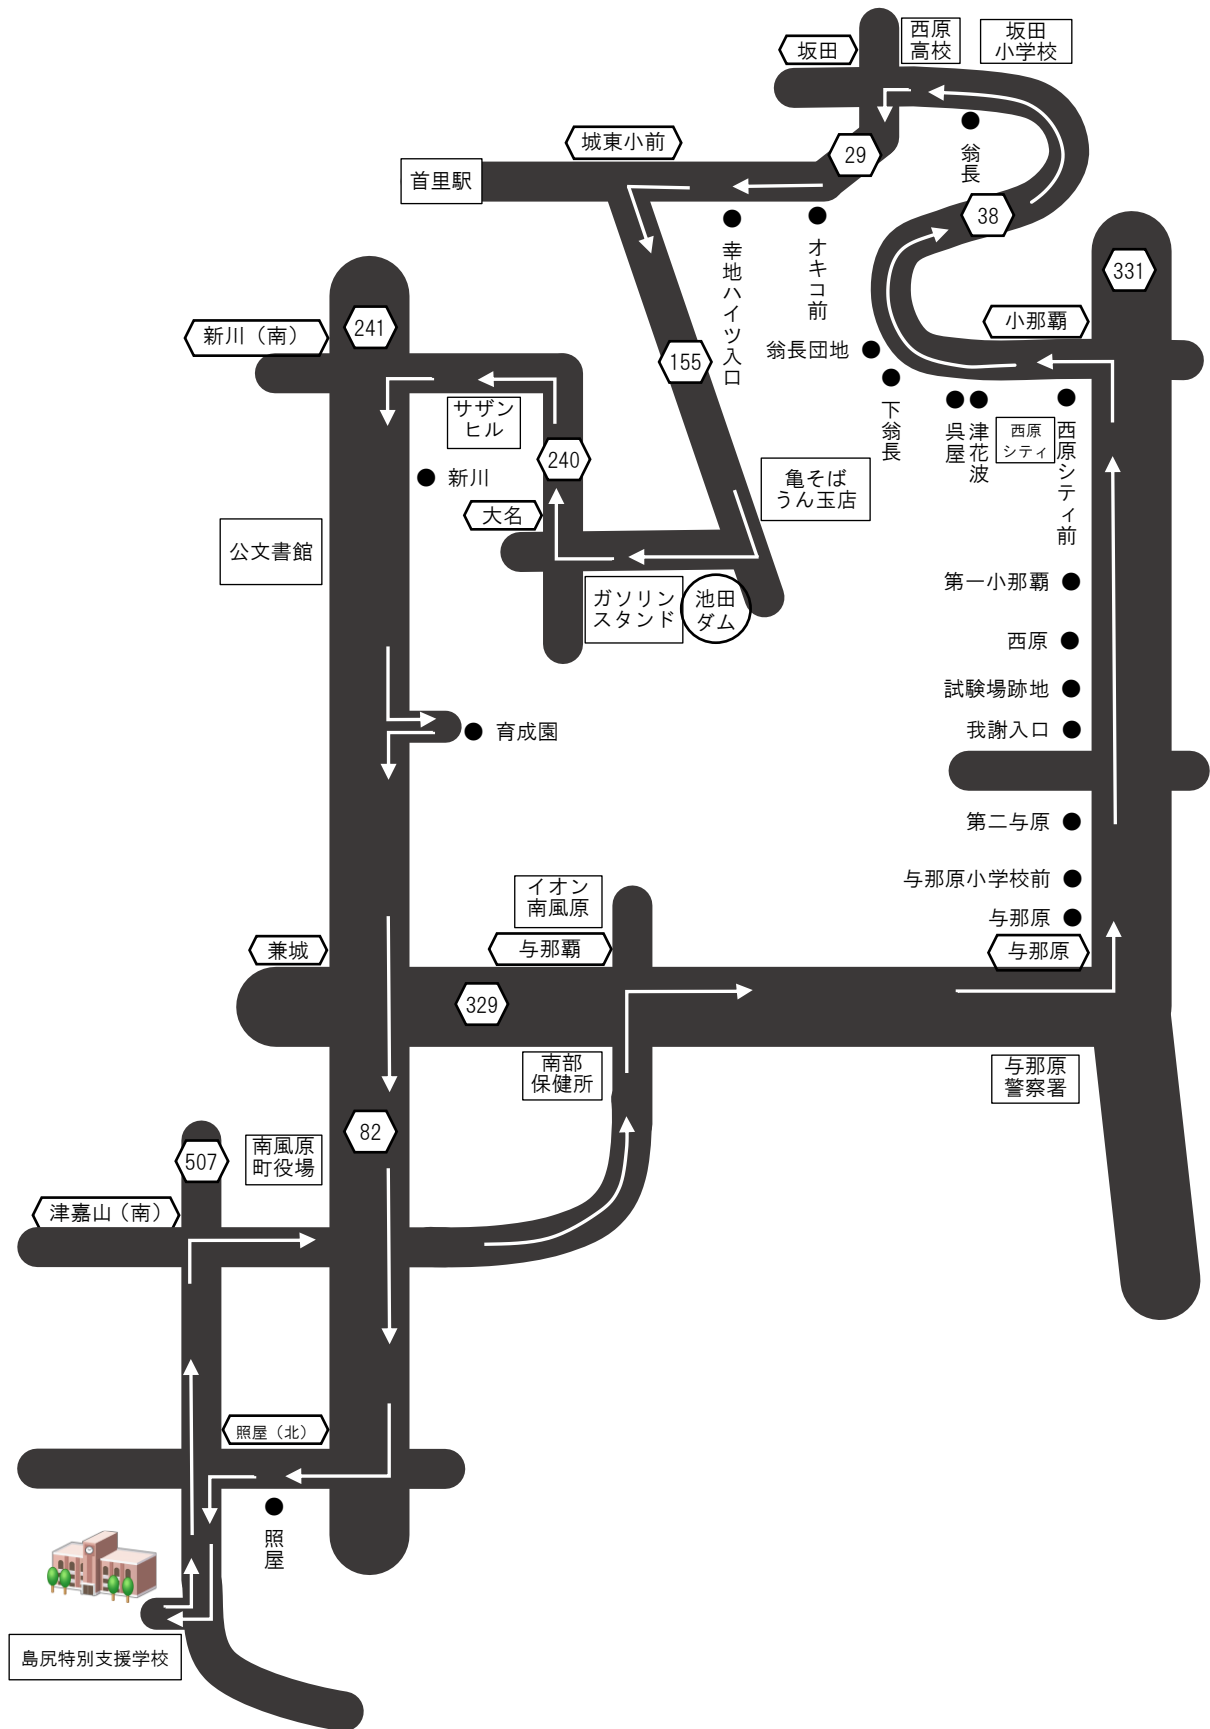 西原
高校
坂田
小学校
坂田
城東小前
29
翁長
首里駅
38
幸地ハイツ入口
オキコ前
331
新川（南）
241
小那覇
155
翁長団地
下翁長
呉屋
津花波
西原
シティ
西原シティ前
サザン
ヒル
240
新川
亀そば
うん玉店
大名
公文書館
ガソリン
スタンド
池田
ダム
第一小那覇
西原
試験場跡地
我謝入口
育成園
第二与原
与那原小学校前
与那原
イオン
南風原
兼城
与那覇
与那原
329
南部
保健所
与那原
警察署
82
507
南風原
町役場
津嘉山（南）
照屋（北）
照屋
島尻特別支援学校